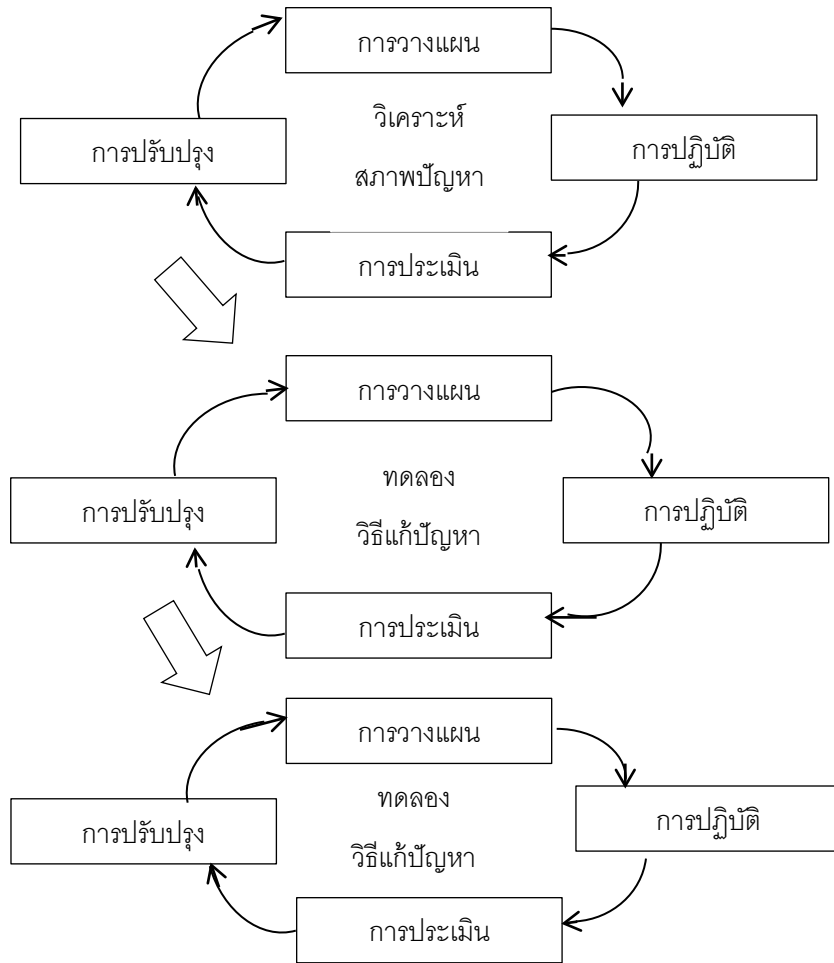 การวางแผน
วิเคราะห์
สภาพปัญหา
การปรับปรุง
การปฏิบัติ
การประเมิน
การวางแผน
ทดลอง
วิธีแก้ปัญหา
การปรับปรุง
การปฏิบัติ
การประเมิน
การวางแผน
ทดลอง
วิธีแก้ปัญหา
การปรับปรุง
การปฏิบัติ
การประเมิน